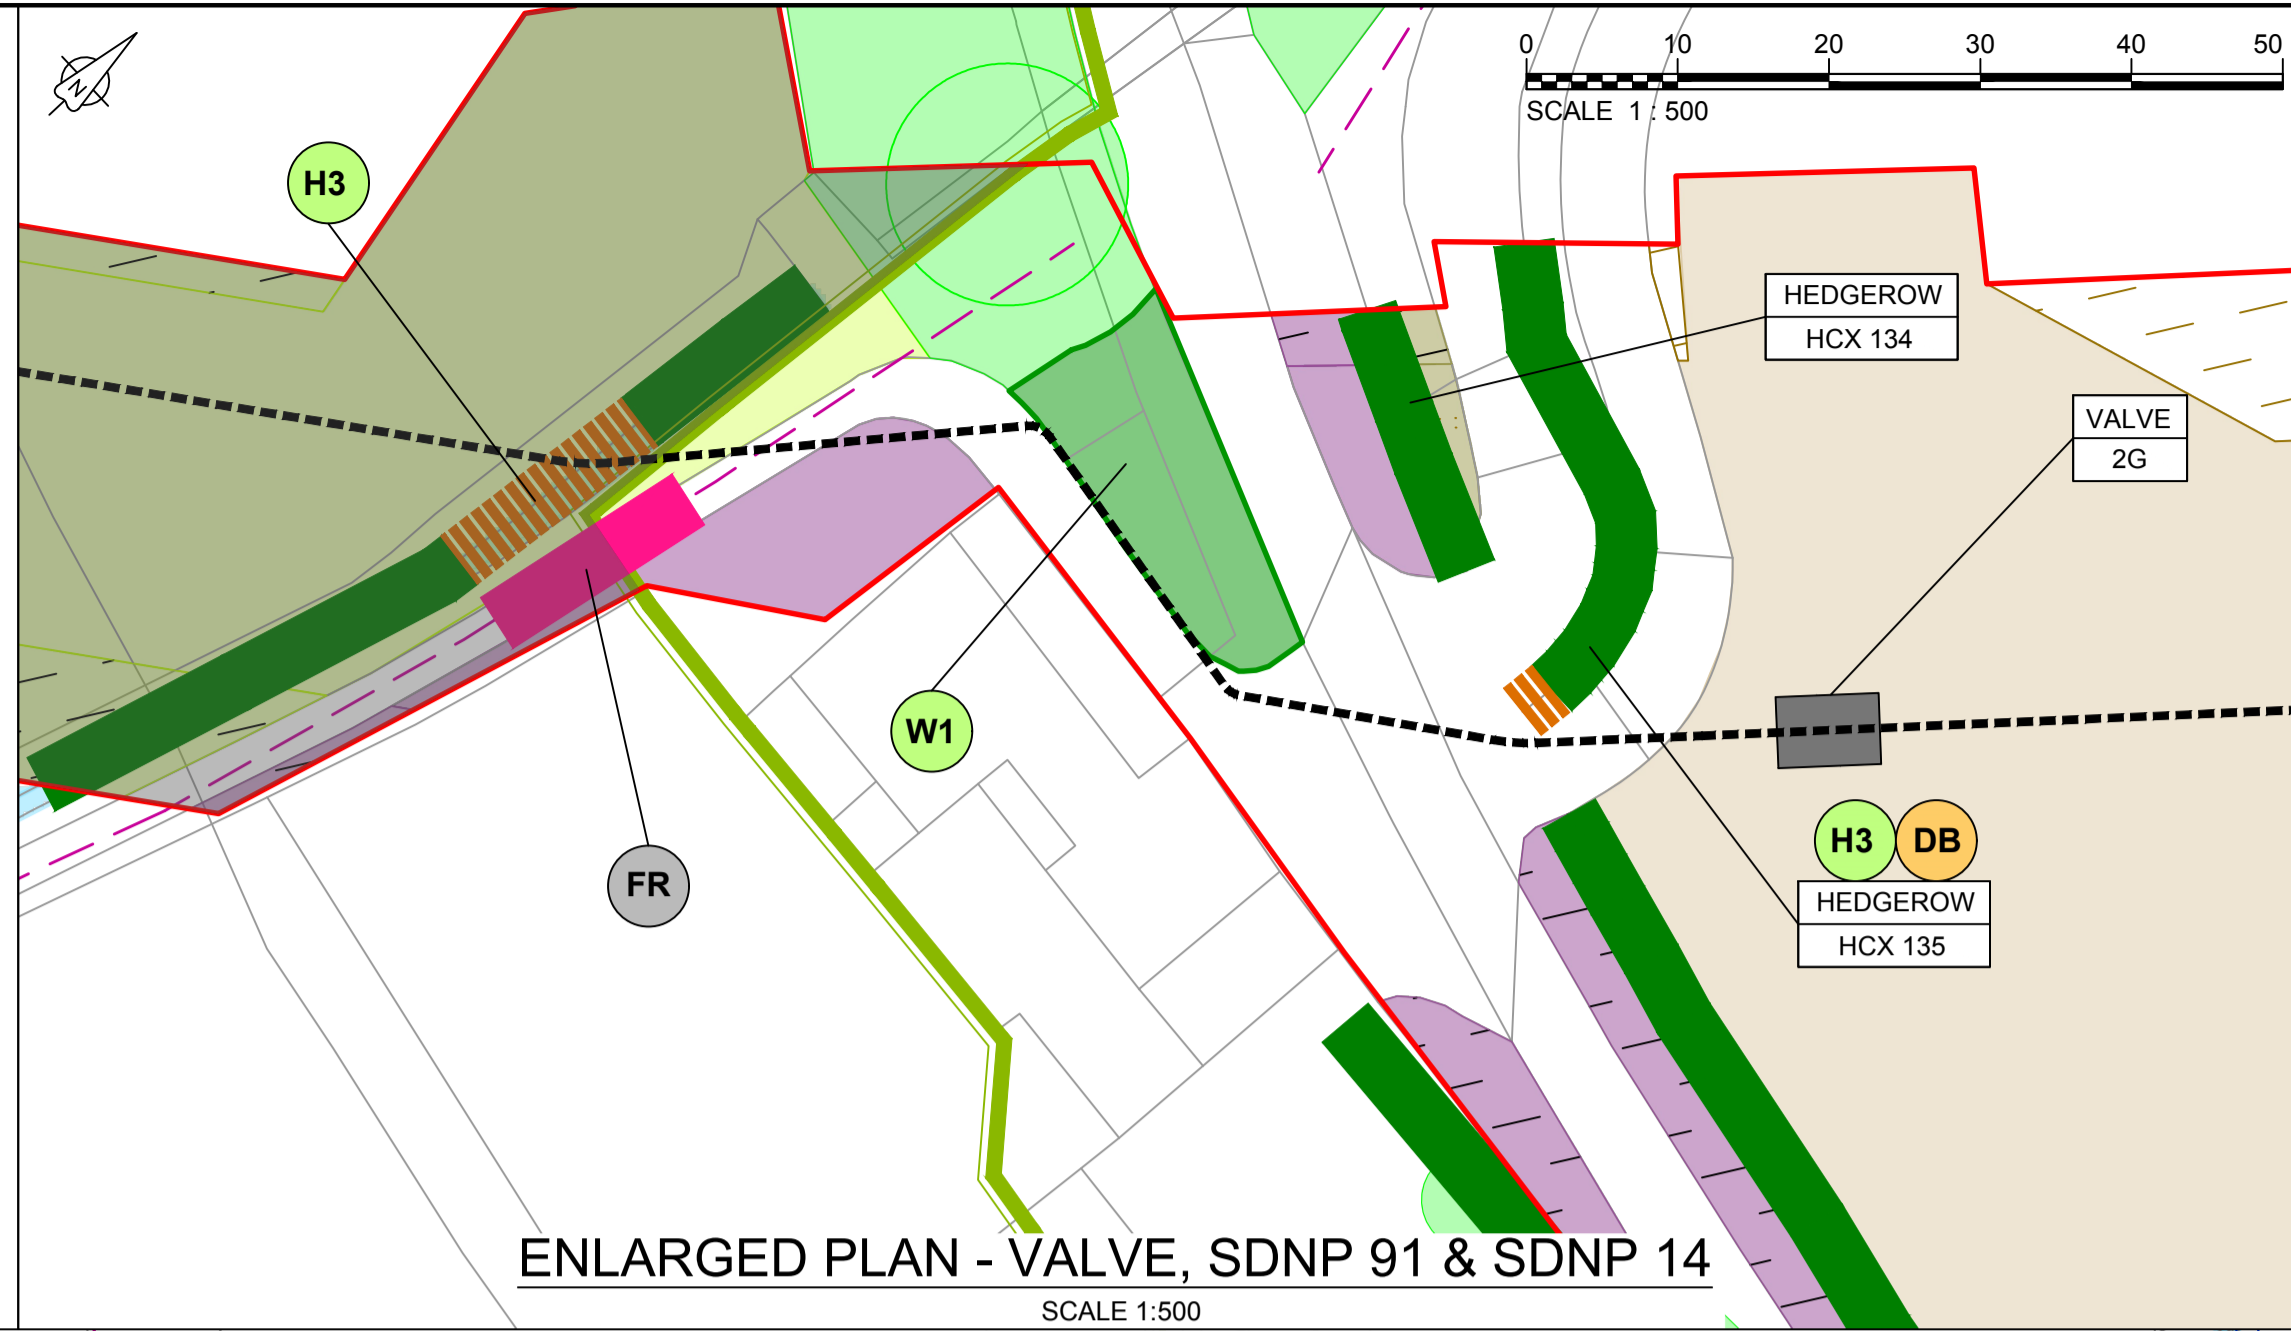 N
0 10 20 30 40 50
SCALE 1 : 500
H3
HEDGEROW
HCX 134
VALVE
2G
W1
H3 DB
HEDGEROW
HCX 135
FR
ENLARGED PLAN - VALVE, SDNP 91 & SDNP 14
SCALE 1:500